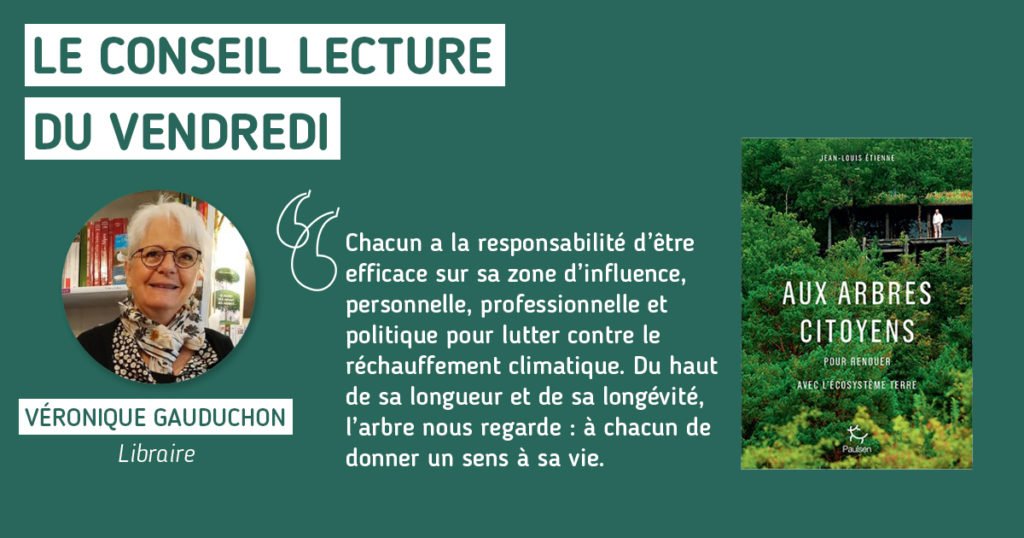 LE CONSEIL LECTURE
DU VENDREDI
Chacun a la responsabilité d’être
efficace sur sa zone d’influence,
personnelle, professionnelle et
politique pour lutter contre le
réchauffement climatique. Du haut
de sa longueur et de sa longévité,
l’arbre nous regarde : à chacun de
donner un sens à sa vie.
VÉRONIQUE GAUDUCHON
Libraire
JEAN-LOUIS ÉTIENNE
AUX ARBRES
CITOYENS
POUR RENOUER
AVEC L’ÉCOSYSTÈME TERRE
Paulsen